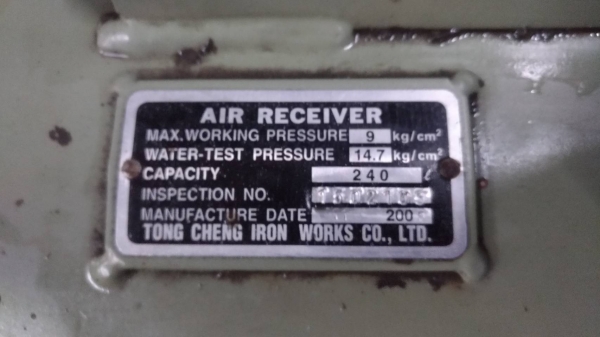 AIR RECEIVER
MAX. WORKING PRESSURE 9 kg/cm²
WATER-TEST PRESSURE 14.7 kg/cm²
CAPACITY 240 ℓ
INSPECTION NO.
MANUFACTURE DATE 200
TONG CHENG IRON WORKS CO., LTD.